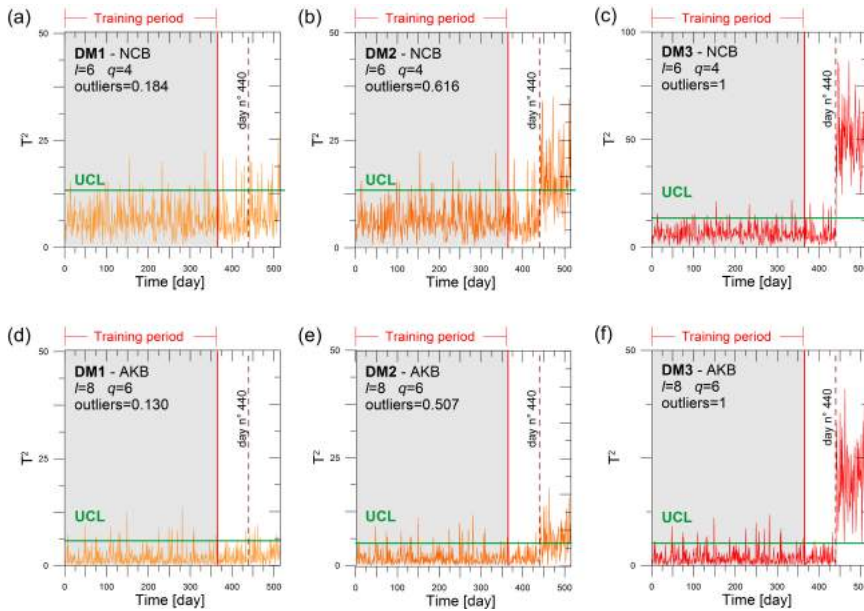 (a)
Training period
50
25
0
T²
DM1 - NCB
l=6 q=4
outliers=0.184
day n° 440
UCL
0 100 200 300 400 500
Time [day]
(b)
Training period
50
25
0
T²
DM2 - NCB
l=6 q=4
outliers=0.616
day n° 440
UCL
0 100 200 300 400 500
Time [day]
(c)
Training period
100
50
0
T²
DM3 - NCB
l=6 q=4
outliers=1
day n° 440
UCL
0 100 200 300 400 500
Time [day]
(d)
Training period
50
25
0
T²
DM1 - AKB
l=8 q=6
outliers=0.130
day n° 440
UCL
0 100 200 300 400 500
Time [day]
(e)
Training period
50
25
0
T²
DM2 - AKB
l=8 q=6
outliers=0.507
day n° 440
UCL
0 100 200 300 400 500
Time [day]
(f)
Training period
50
25
0
T²
DM3 - AKB
l=8 q=6
outliers=1
day n° 440
UCL
0 100 200 300 400 500
Time [day]